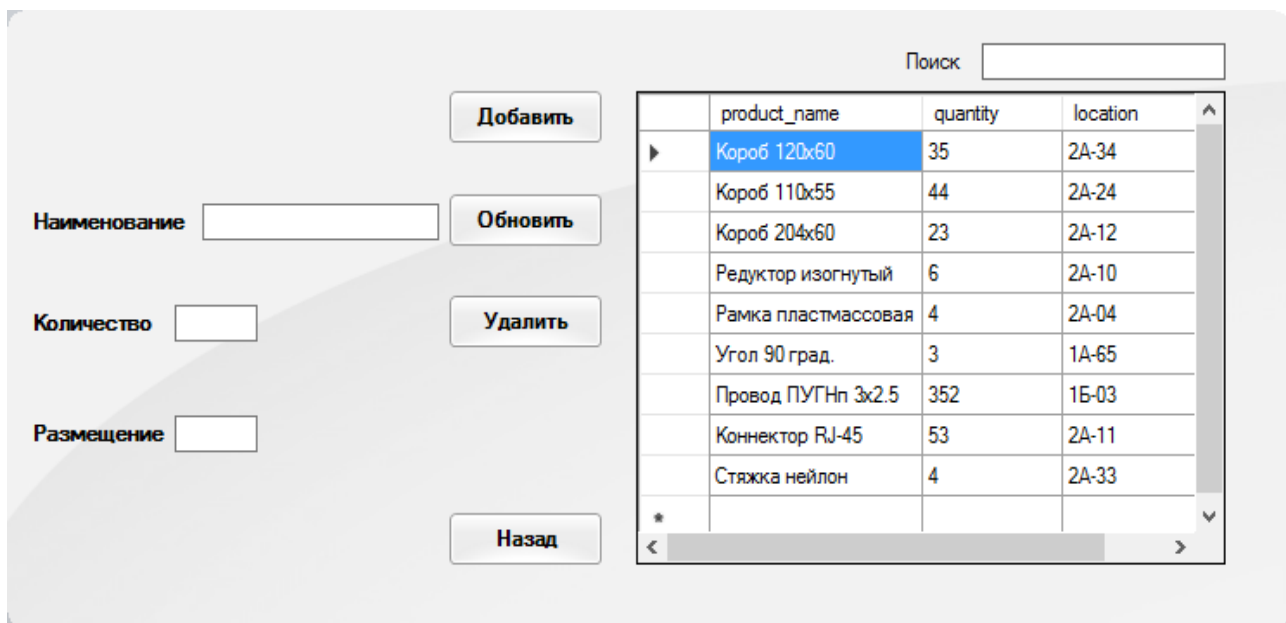 Поиск
Добавить
Наименование
Обновить
Количество
Удалить
Размещение
Назад
product_name quantity location
Короб 120x60 35 2А-34
Короб 110x55 44 2А-24
Короб 204x60 23 2А-12
Редуктор изогнутый 6 2А-10
Рамка пластмассовая 4 2А-04
Угол 90 град. 3 1А-65
Провод ПУГНп 3x2.5 352 1Б-03
Коннектор RJ-45 53 2А-11
Стяжка нейлон 4 2А-33